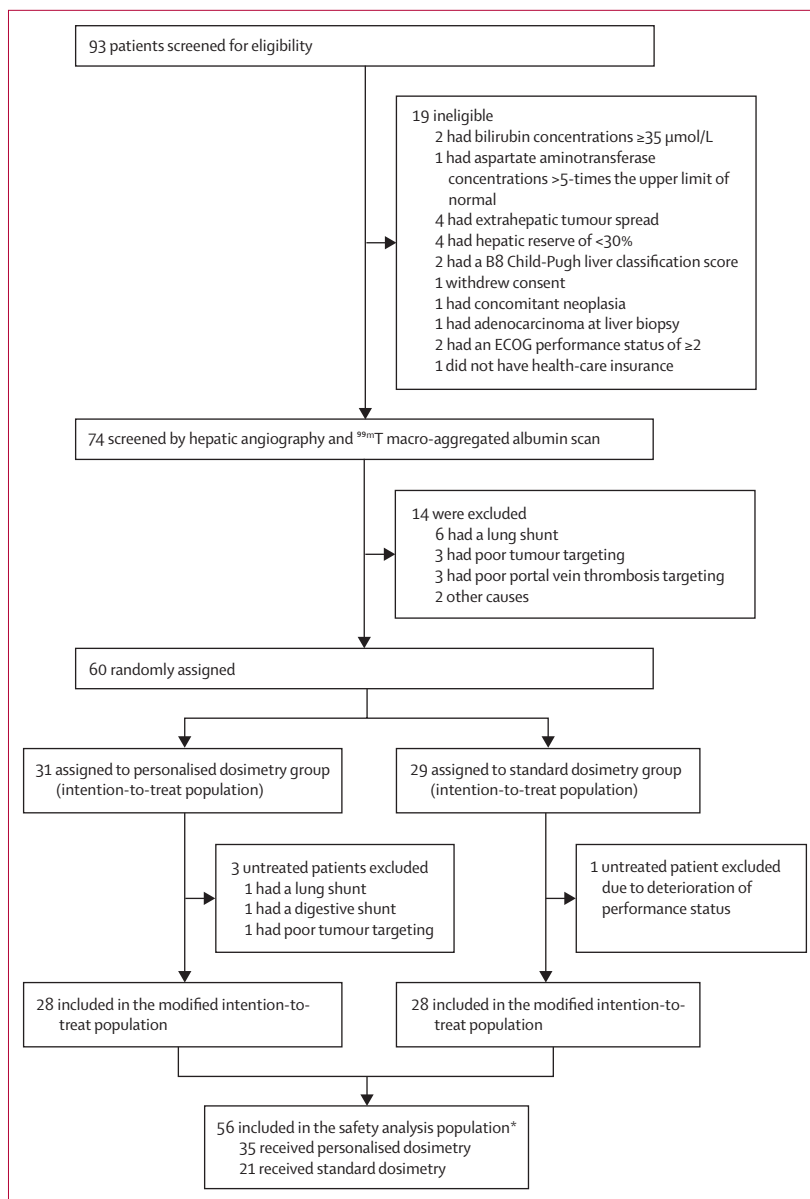 93 patients screened for eligibility
19 ineligible
2 had bilirubin concentrations ≥35 μmol/L
1 had aspartate aminotransferase
concentrations >5-times the upper limit of
normal
4 had extrahepatic tumour spread
4 had hepatic reserve of <30%
2 had a B8 Child-Pugh liver classification score
1 withdrew consent
1 had concomitant neoplasia
1 had adenocarcinoma at liver biopsy
2 had an ECOG performance status of ≥2
1 did not have health-care insurance
74 screened by hepatic angiography and ⁹⁹ᵐT macro-aggregated albumin scan
14 were excluded
6 had a lung shunt
3 had poor tumour targeting
3 had poor portal vein thrombosis targeting
2 other causes
60 randomly assigned
31 assigned to personalised dosimetry group
(intention-to-treat population)
29 assigned to standard dosimetry group
(intention-to-treat population)
3 untreated patients excluded
1 had a lung shunt
1 had a digestive shunt
1 had poor tumour targeting
1 untreated patient excluded
due to deterioration of
performance status
28 included in the modified intention-to-
treat population
28 included in the modified intention-to-
treat population
56 included in the safety analysis population*
35 received personalised dosimetry
21 received standard dosimetry